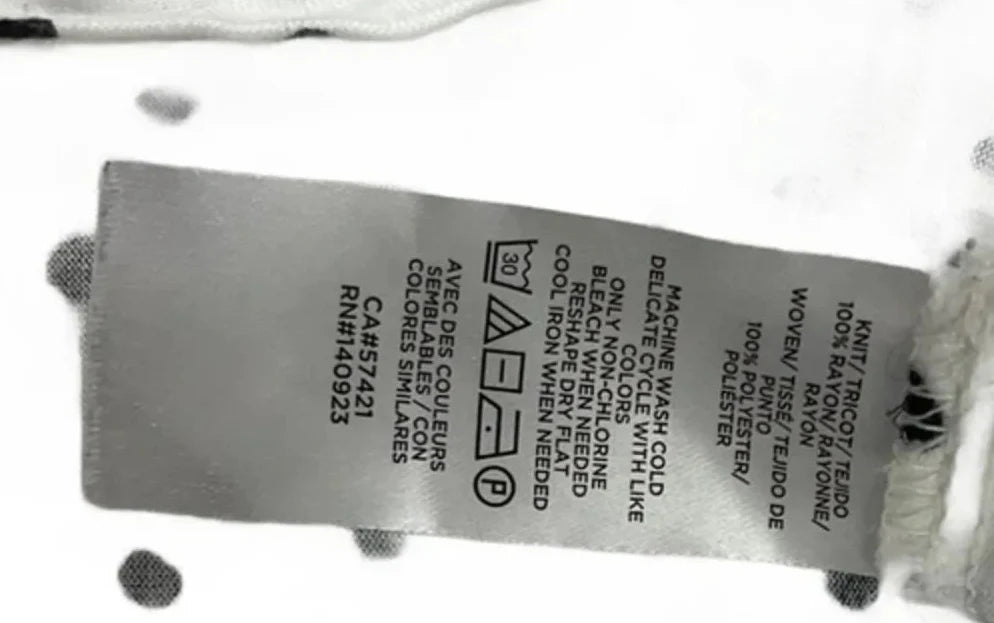 KNIT/ TRICOT/ TEJIDO
100% RAYON/ RAYONNE/
RAYON
WOVEN/ TISSÉ/ TEJIDO DE
PUNTO
100% POLYESTER/
POLIÉSTER
MACHINE WASH COLD
DELICATE CYCLE WITH LIKE
COLORS
ONLY NON-CHLORINE
BLEACH WHEN NEEDED
RESHAPE DRY FLAT
COOL IRON WHEN NEEDED
30 P
AVEC DES COULEURS
SEMBLABLES / CON
COLORES SIMILARES
CA#57421
RN#140923